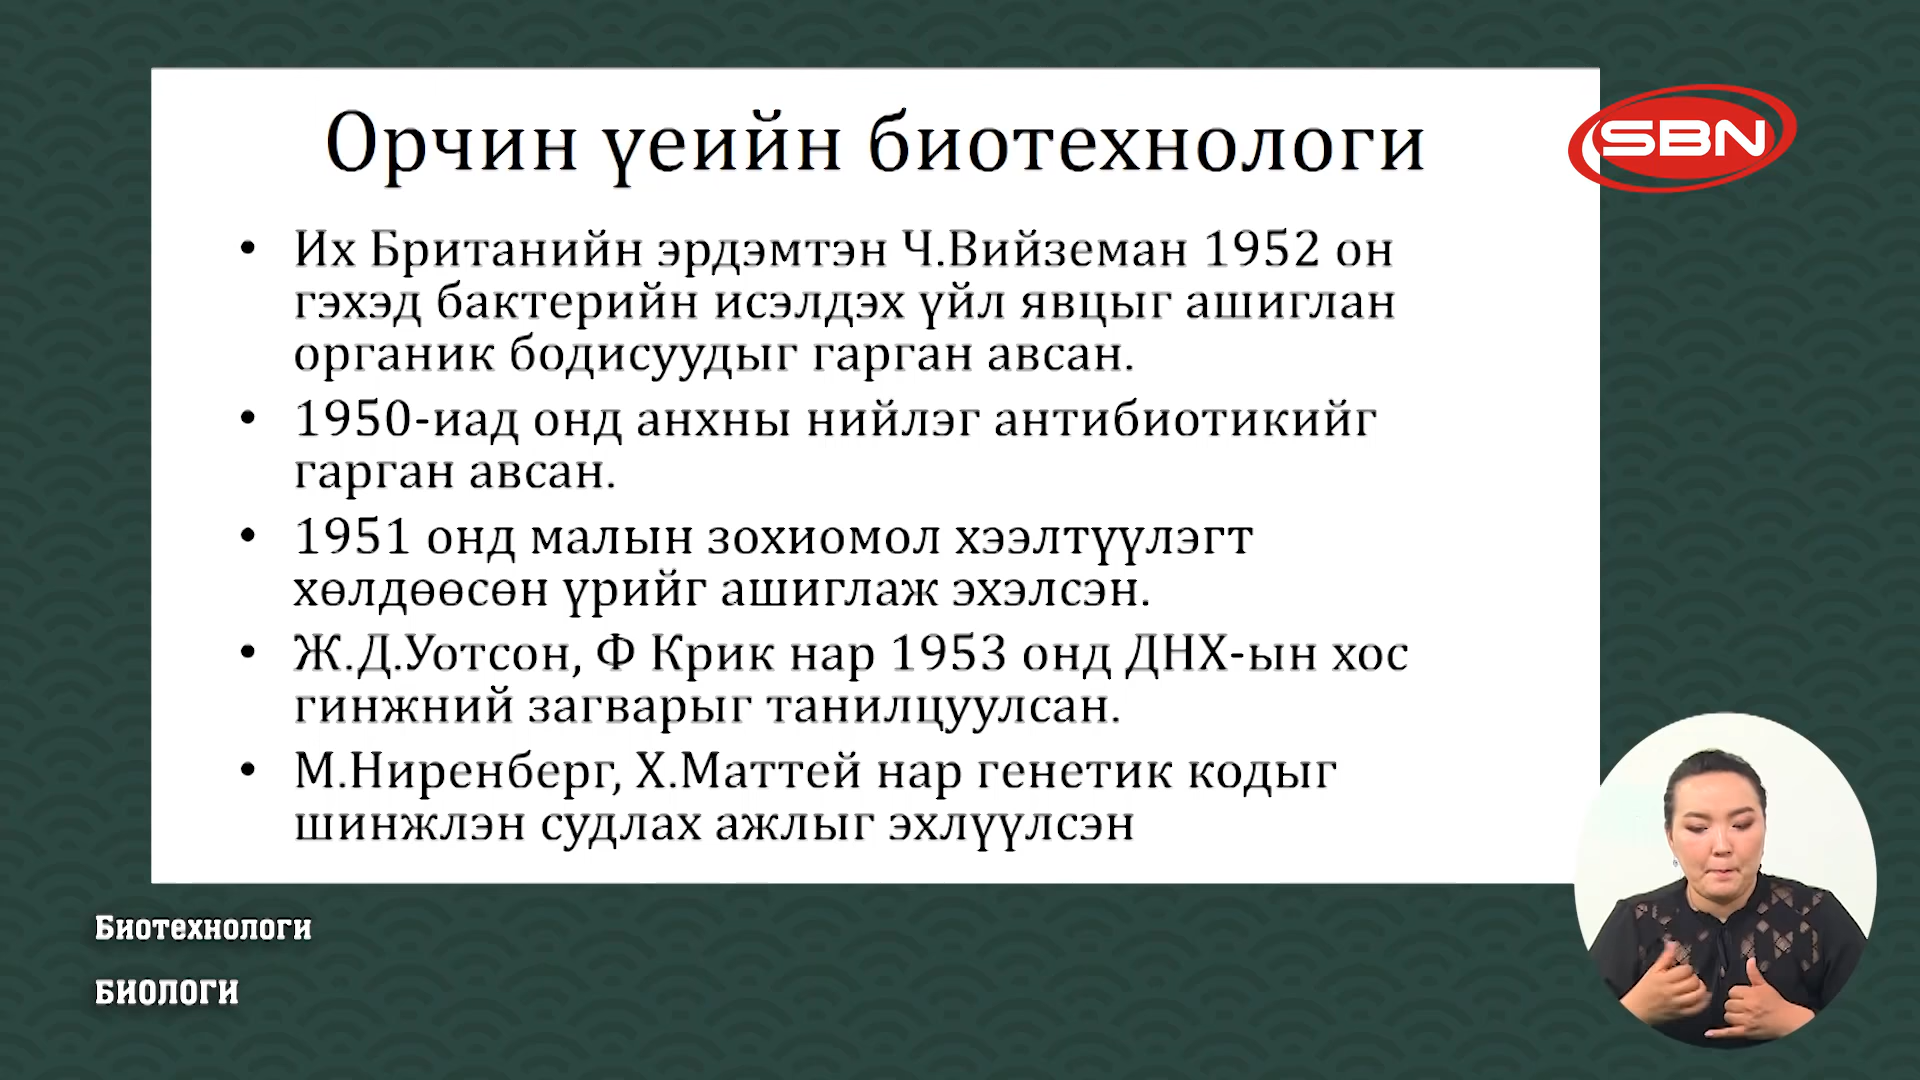 Орчин үеийн биотехнологи
SBN
• Их Британийн эрдэмтэн Ч.Вийземан 1952 он
гэхэд бактерийн исэлдэх үйл явцыг ашиглан
органик бодисуудыг гарган авсан.
• 1950-иад онд анхны нийлэг антибиотикийг
гарган авсан.
• 1951 онд малын зохиомол хээлтүүлэгт
хөлдөөсөн үрийг ашиглаж эхэлсэн.
• Ж.Д.Уотсон, Ф Крик нар 1953 онд ДНХ-ын хос
гинжний загварыг танилцуулсан.
• М.Ниренберг, Х.Маттей нар генетик кодыг
шинжлэн судлах ажлыг эхлүүлсэн
Биотехнологи
БИОЛОГИ